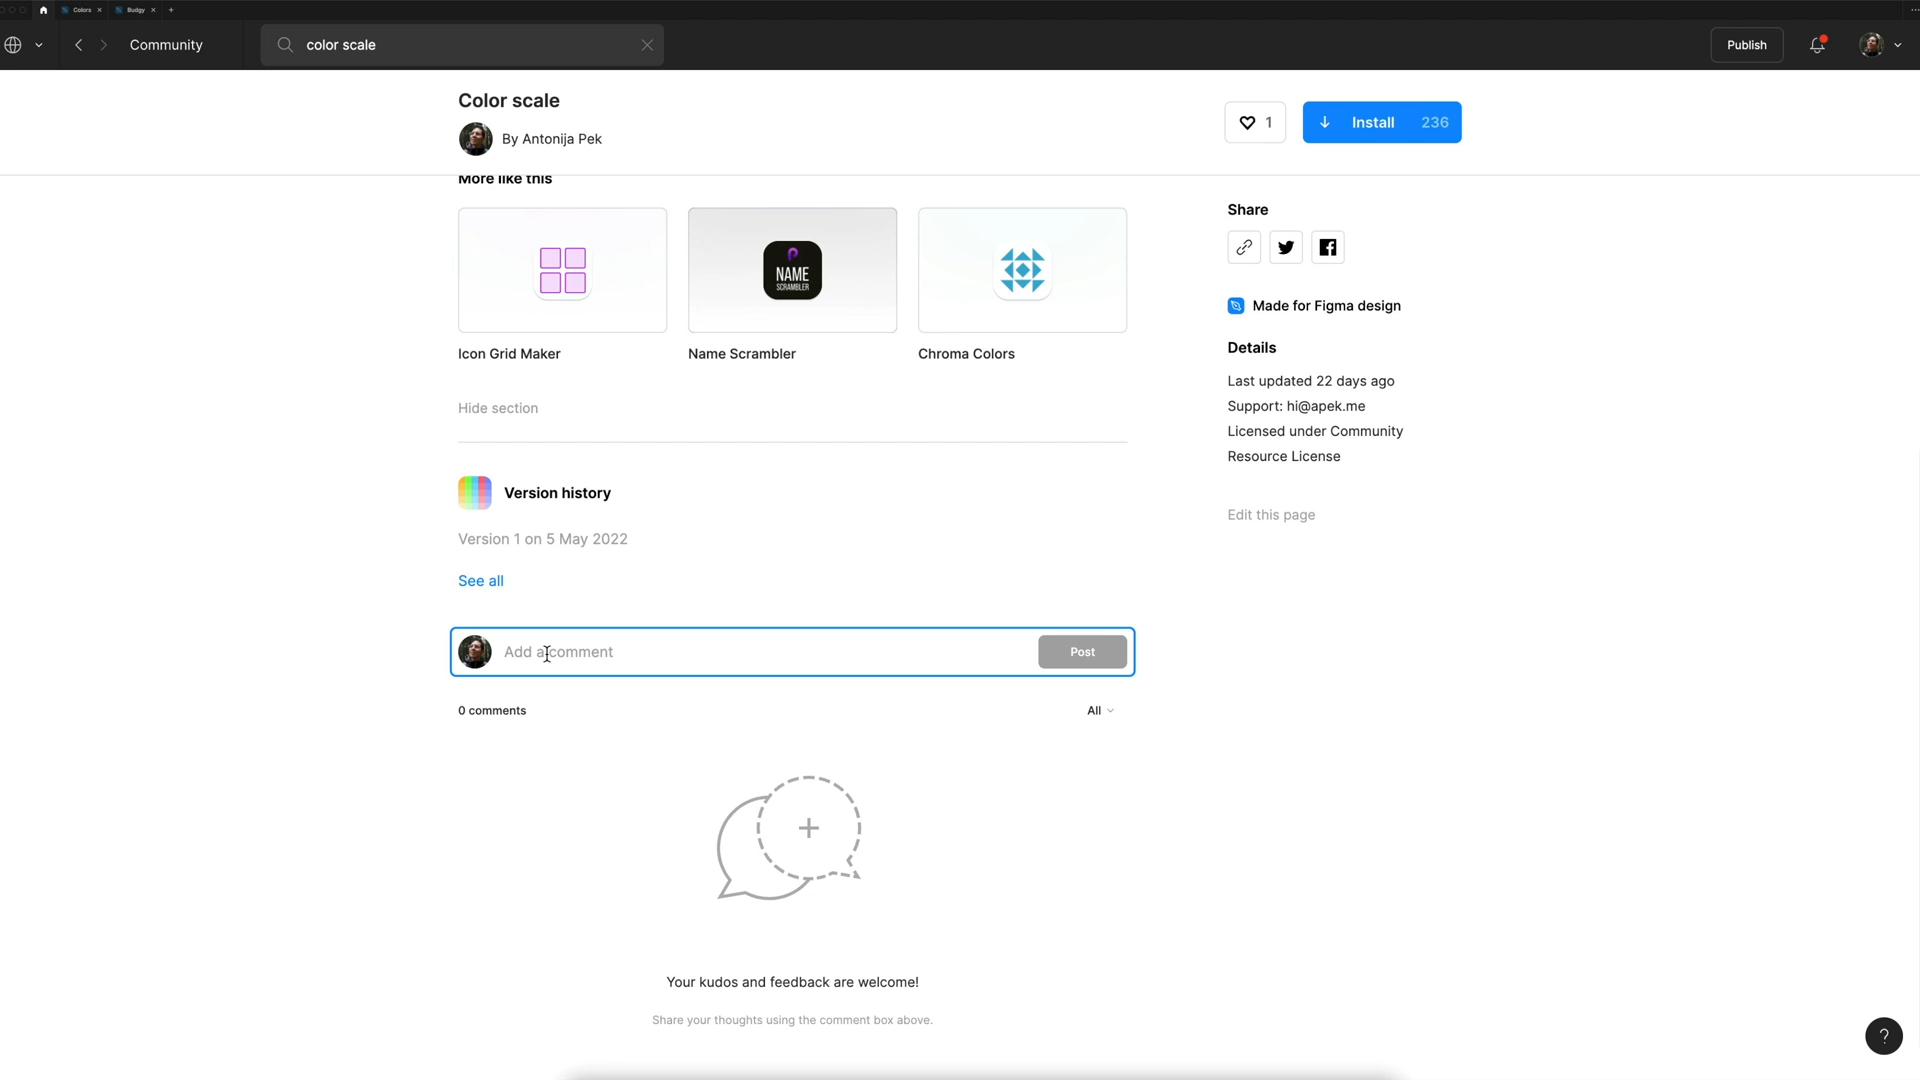 Colors
Budgy
Community
color scale
Publish
Color scale
By Antonija Pek
1
Install 236
More like this
NAME
SCRAMBLER
Icon Grid Maker
Name Scrambler
Chroma Colors
Hide section
Version history
Version 1 on 5 May 2022
See all
Add a comment
Post
0 comments
All
Your kudos and feedback are welcome!
Share your thoughts using the comment box above.
Share
Made for Figma design
Details
Last updated 22 days ago
Support: hi@apek.me
Licensed under Community
Resource License
Edit this page
?